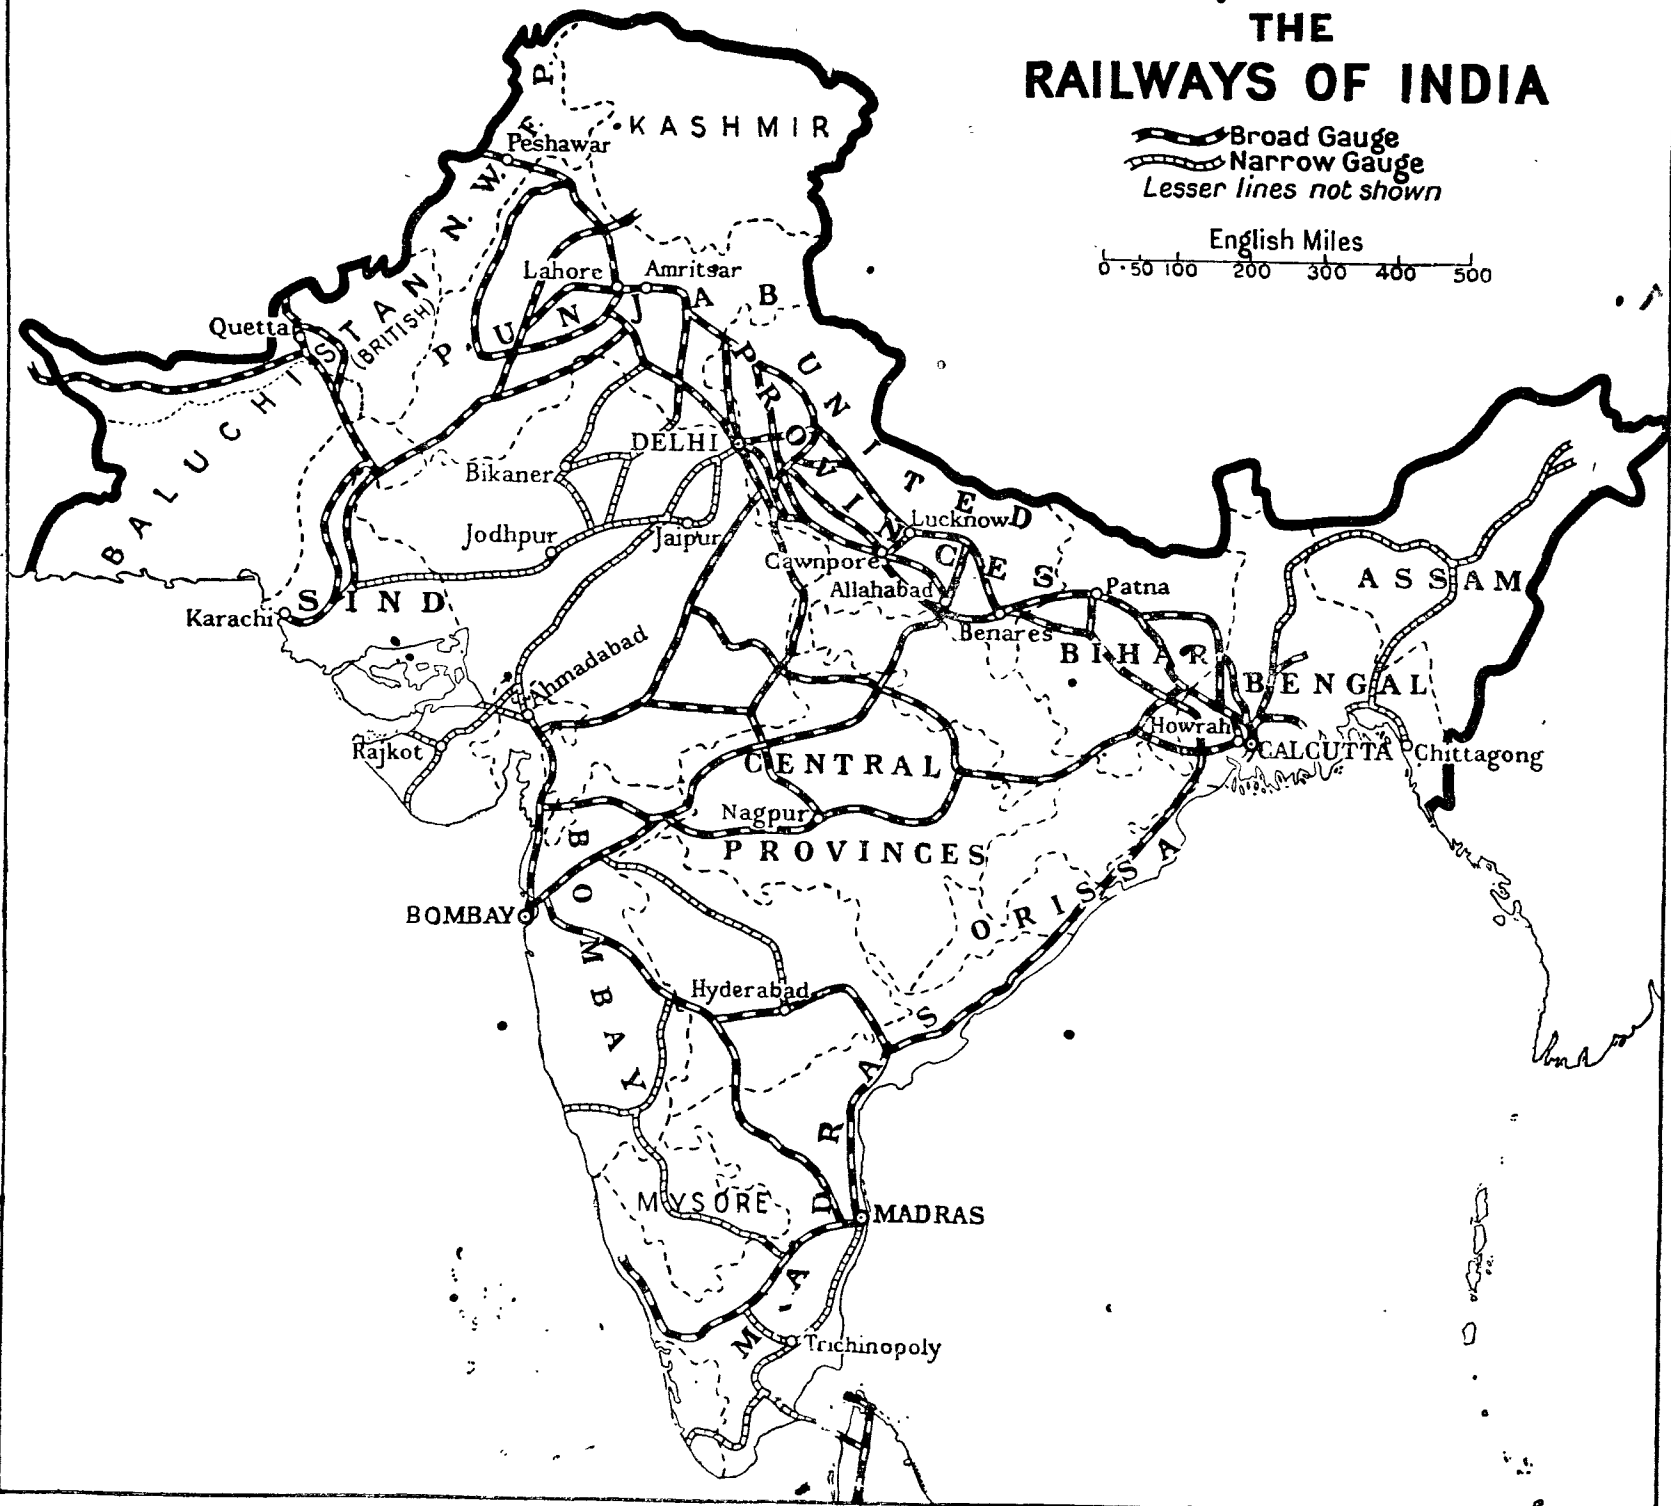 THE
RAILWAYS OF INDIA
Broad Gauge
Narrow Gauge
Lesser lines not shown
English Miles
0 50 100 200 300 400 500
N.W.F.P.
KASHMIR
Peshawar
Lahore
Amritsar
PUNJAB
Quetta
BALUCHISTAN
(BRITISH)
UNITED
PROVINCES
DELHI
Bikaner
Jodhpur
Jaipur
Lucknow
Cawnpore
Allahabad
Benares
Patna
ASSAM
Karachi
SIND
Ahmadabad
BIHAR
BENGAL
Rajkot
Howrah
CALCUTTA
Chittagong
CENTRAL
Nagpur
PROVINCES
ORISSA
BOMBAY
BOMBAY
Hyderabad
MYSORE
MADRAS
MADRAS
Trichinopoly